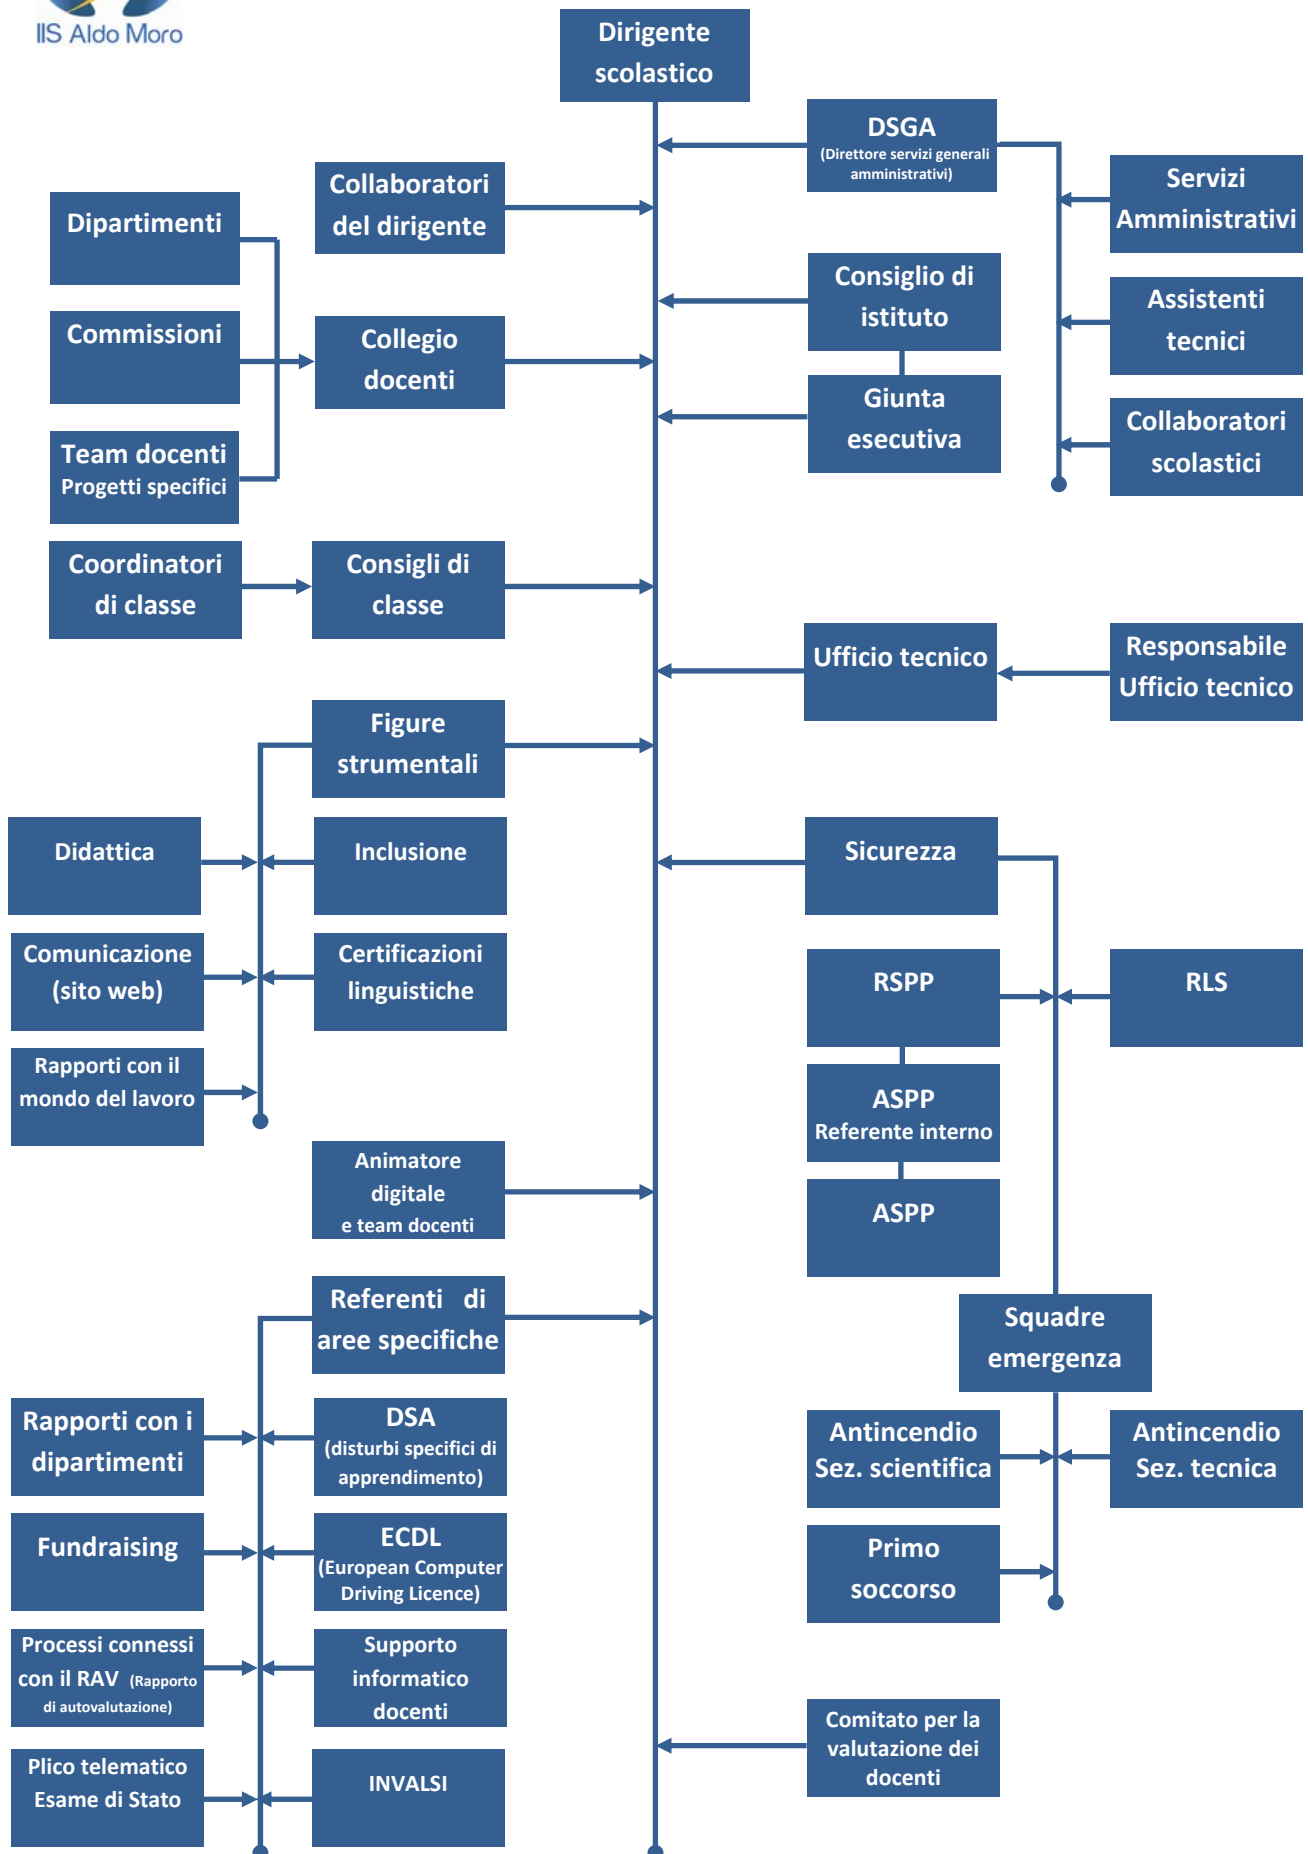 IIS Aldo Moro
Dirigente
scolastico
DSGA
(Direttore servizi generali
amministrativi)
Servizi
Amministrativi
Collaboratori
del dirigente
Dipartimenti
Consiglio di
istituto
Assistenti
tecnici
Commissioni
Collegio
docenti
Giunta
esecutiva
Collaboratori
scolastici
Team docenti
Progetti specifici
Coordinatori
di classe
Consigli di
classe
Ufficio tecnico
Responsabile
Ufficio tecnico
Figure
strumentali
Didattica
Inclusione
Sicurezza
Comunicazione
(sito web)
Certificazioni
linguistiche
RSPP
RLS
Rapporti con il
mondo del lavoro
ASPP
Referente interno
Animatore
digitale
e team docenti
ASPP
Referenti di
aree specifiche
Squadre
emergenza
Rapporti con i
dipartimenti
DSA
(disturbi specifici di
apprendimento)
Antincendio
Sez. scientifica
Antincendio
Sez. tecnica
Fundraising
ECDL
(European Computer
Driving Licence)
Primo
soccorso
Processi connessi
con il RAV (Rapporto
di autovalutazione)
Supporto
informatico
docenti
Comitato per la
valutazione dei
docenti
Plico telematico
Esame di Stato
INVALSI